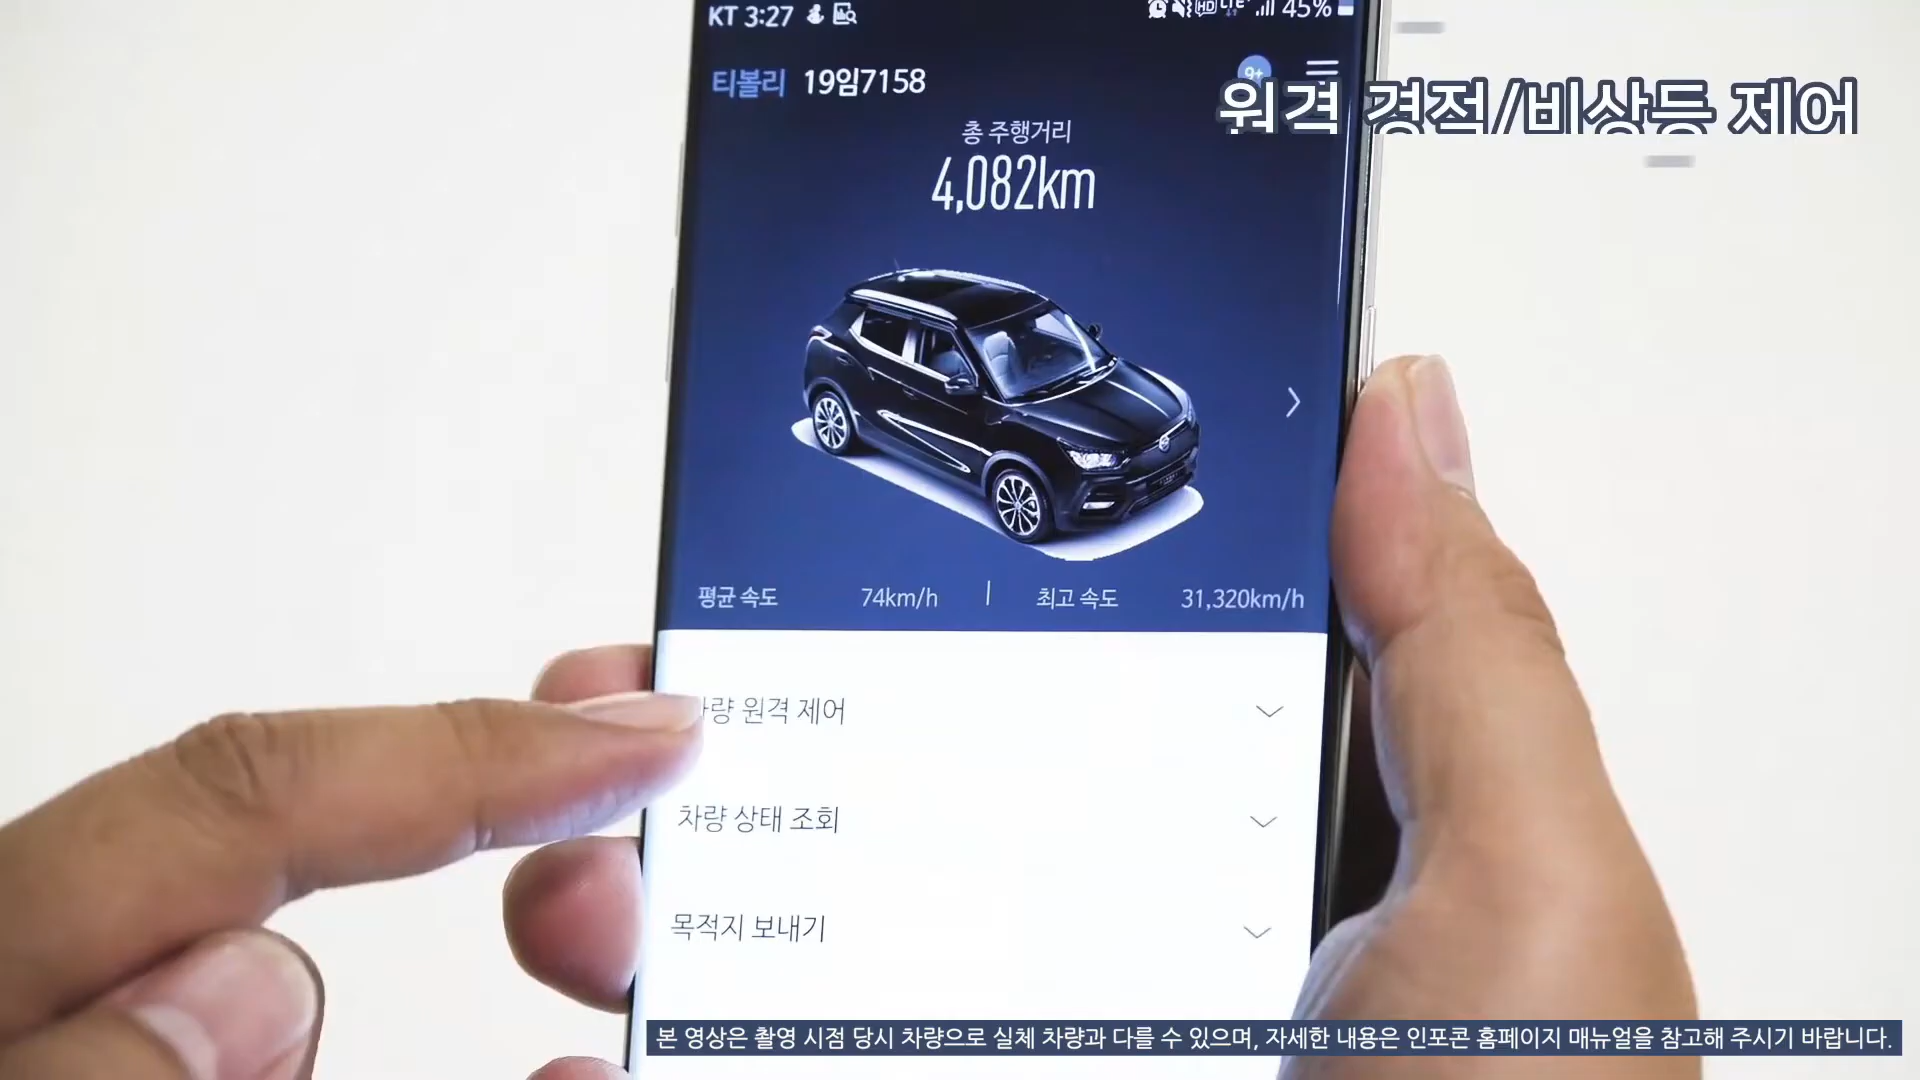 KT 3:27
45%
티볼리 19임7158
9+
원격 경적/비상등 제어
총 주행거리
4,082km
평균 속도 74km/h | 최고 속도 31,320km/h
량 원격 제어
차량 상태 조회
목적지 보내기
본 영상은 촬영 시점 당시 차량으로 실체 차량과 다를 수 있으며, 자세한 내용은 인포콘 홈페이지 매뉴얼을 참고해 주시기 바랍니다.